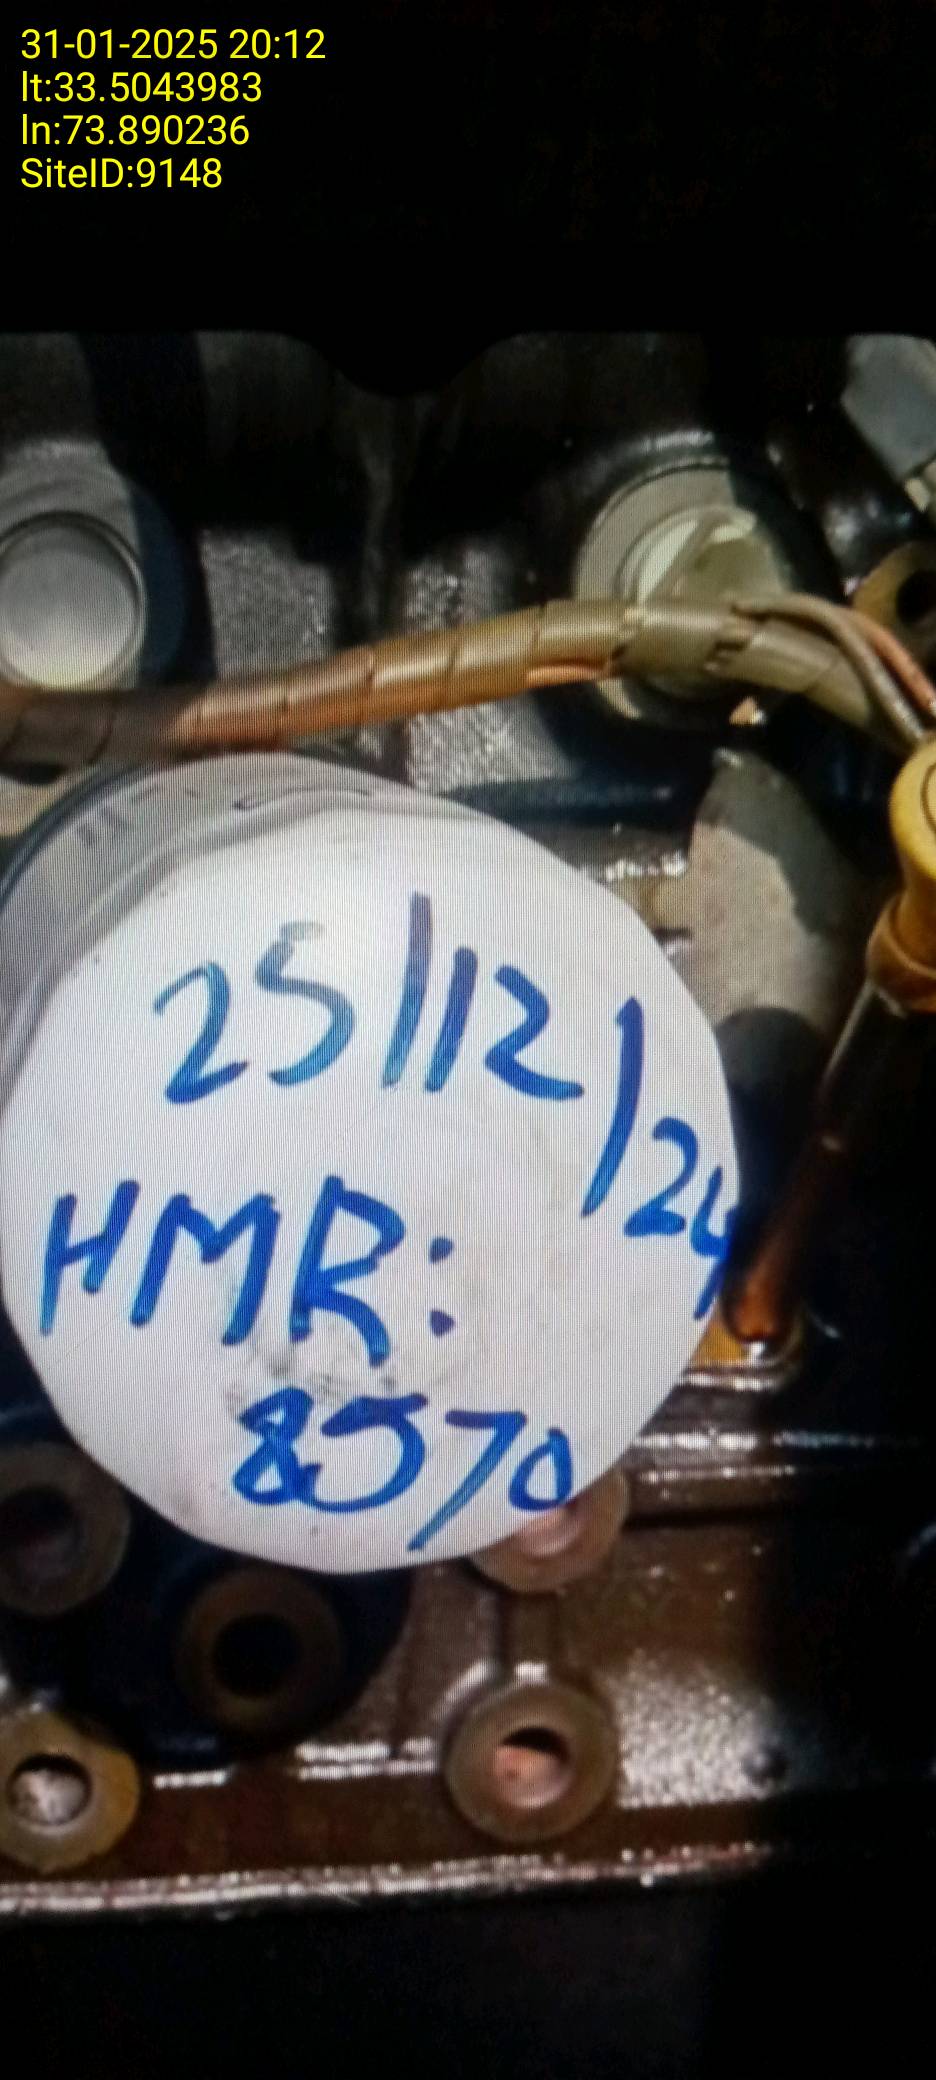 31-01-2025 20:12
lt:33.5043983
ln:73.890236
SiteID:9148
25/12/24
HMR:
8570